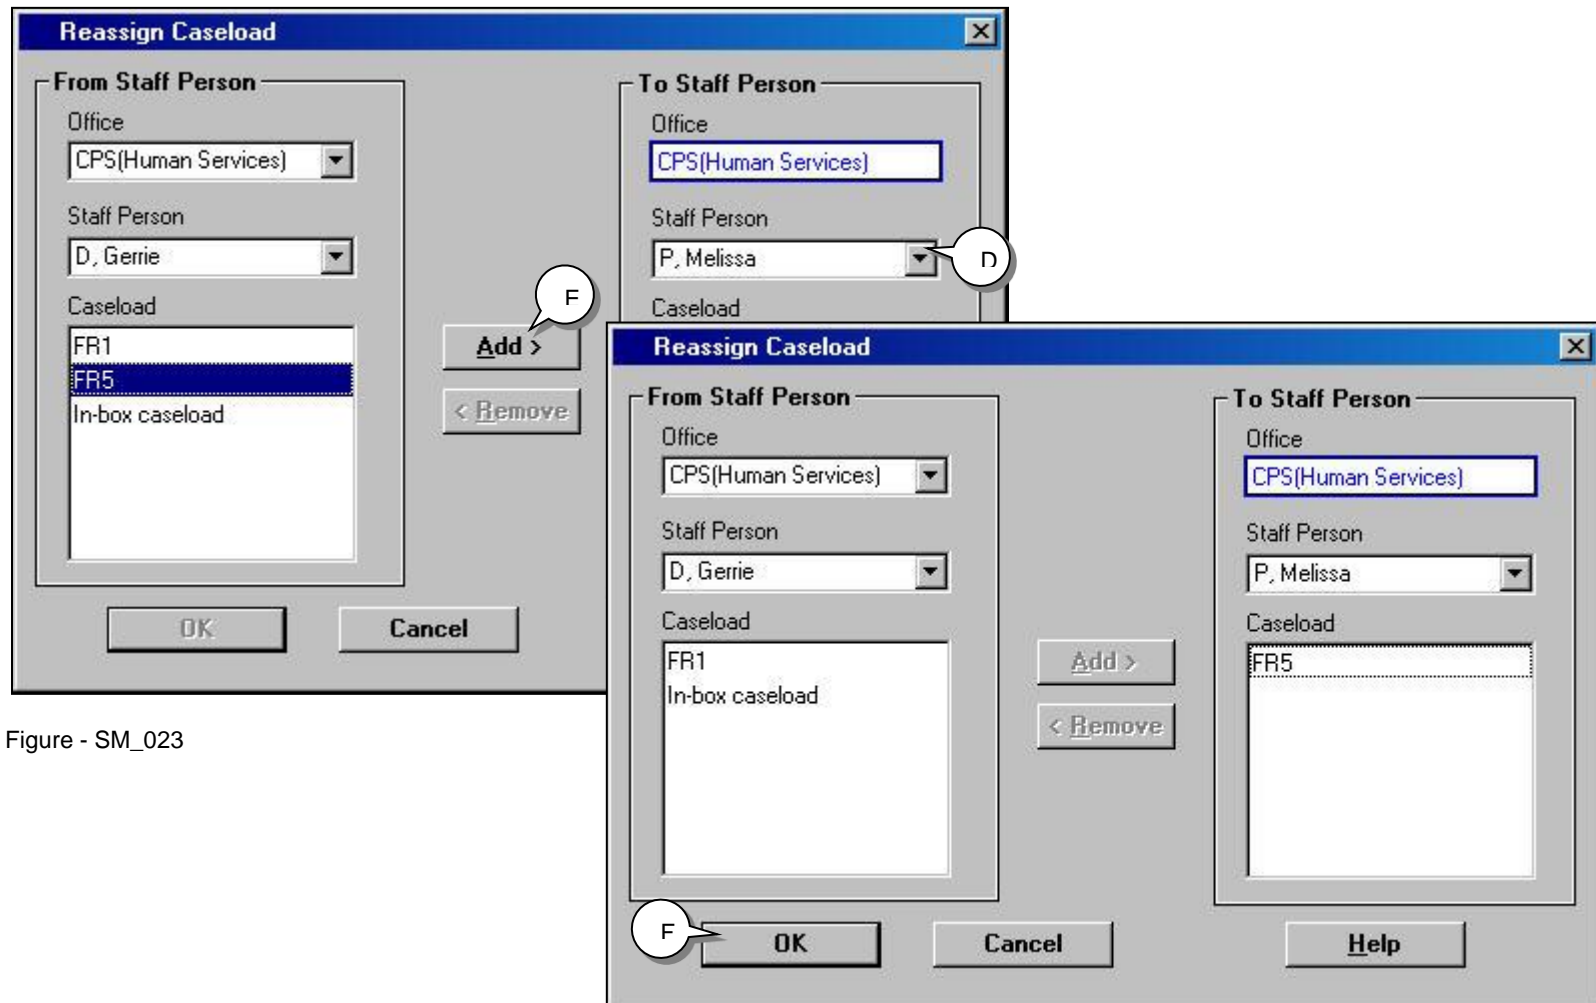 Reassign Caseload
From Staff Person
Office
CPS(Human Services)
Staff Person
D, Gerrie
Caseload
FR1
FR5
In-box caseload
Add >
< Remove
OK
Cancel
To Staff Person
Office
CPS(Human Services)
Staff Person
P, Melissa
D
Caseload
F
Reassign Caseload
From Staff Person
Office
CPS(Human Services)
Staff Person
D, Gerrie
Caseload
FR1
In-box caseload
Add >
< Remove
To Staff Person
Office
CPS(Human Services)
Staff Person
P, Melissa
Caseload
FR5
F
OK
Cancel
Help
Figure - SM_023